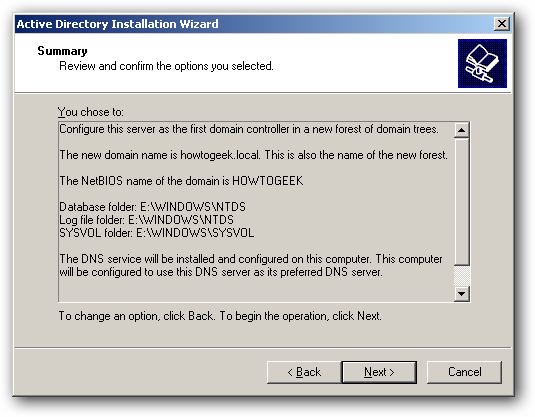 Active Directory Installation Wizard
Summary
Review and confirm the options you selected.
You chose to:
Configure this server as the first domain controller in a new forest of domain trees.
The new domain name is howtogeek.local. This is also the name of the new forest.
The NetBIOS name of the domain is HOWTOGEEK
Database folder: E:\WINDOWS\NTDS
Log file folder: E:\WINDOWS\NTDS
SYSVOL folder: E:\WINDOWS\SYSVOL
The DNS service will be installed and configured on this computer. This computer
will be configured to use this DNS server as its preferred DNS server.
To change an option, click Back. To begin the operation, click Next.
< Back Next > Cancel